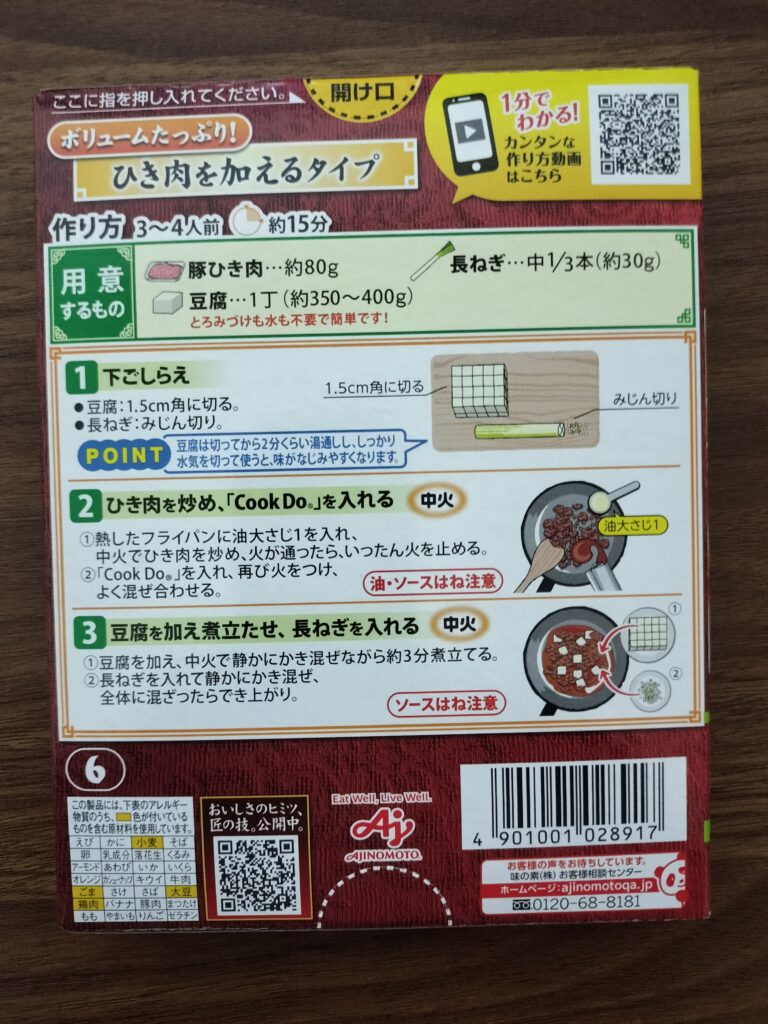 ここに指を押し入れてください。
開け口
1分で
わかる!
カンタンな
作り方動画
はこちら
ボリュームたっぷり!
ひき肉を加えるタイプ
作り方 3〜4人前 約15分
用意
するもの
豚ひき肉…約80g
長ねぎ…中1/3本(約30g)
豆腐…1丁(約350〜400g)
とろみづけも水も不要で簡単です!
1 下ごしらえ
●豆腐:1.5cm角に切る。
●長ねぎ:みじん切り。
1.5cm角に切る
みじん切り
POINT
豆腐は切ってから2分くらい湯通しし、しっかり
水気を切って使うと、味がなじみやすくなります。
2 ひき肉を炒め、「Cook Do®」を入れる 中火
①熱したフライパンに油大さじ1を入れ、
中火でひき肉を炒め、火が通ったら、いったん火を止める。
②「Cook Do®」を入れ、再び火をつけ、
よく混ぜ合わせる。
油・ソースはね注意
油大さじ1
3 豆腐を加え煮立たせ、長ねぎを入れる 中火
①豆腐を加え、中火で静かにかき混ぜながら約3分煮立てる。
②長ねぎを入れて静かにかき混ぜ、
全体に混ざったらでき上がり。
ソースはね注意
①
②
6
この製品には、下表のアレルギー
物質のうち、色が付いている
ものを含む原材料を使用しています。
えび かに 小麦 そば
卵 乳成分 落花生 くるみ
アーモンド あわび いか いくら
オレンジ カシューナッツ キウイ 牛肉
ごま さけ さば 大豆
鶏肉 バナナ 豚肉 まつたけ
もも やまいも りんご ゼラチン
おいしさのヒミツ、
匠の技。公開中。
Eat Well, Live Well.
Aj
AJINOMOTO.
4 901001 028917
お客様の声をお待ちしています。
味の素(株)お客様相談センター
ホームページ:ajinomotoqa.jp
0120-68-8181